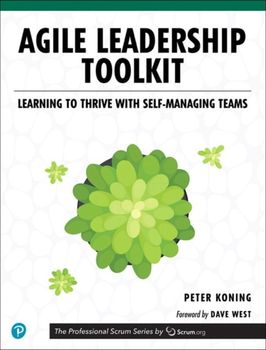 AGILE LEADERSHIP
TOOLKIT
LEARNING TO THRIVE WITH SELF-MANAGING TEAMS
PETER KONING
Foreword by DAVE WEST
P
The Professional Scrum Series by Scrum.org